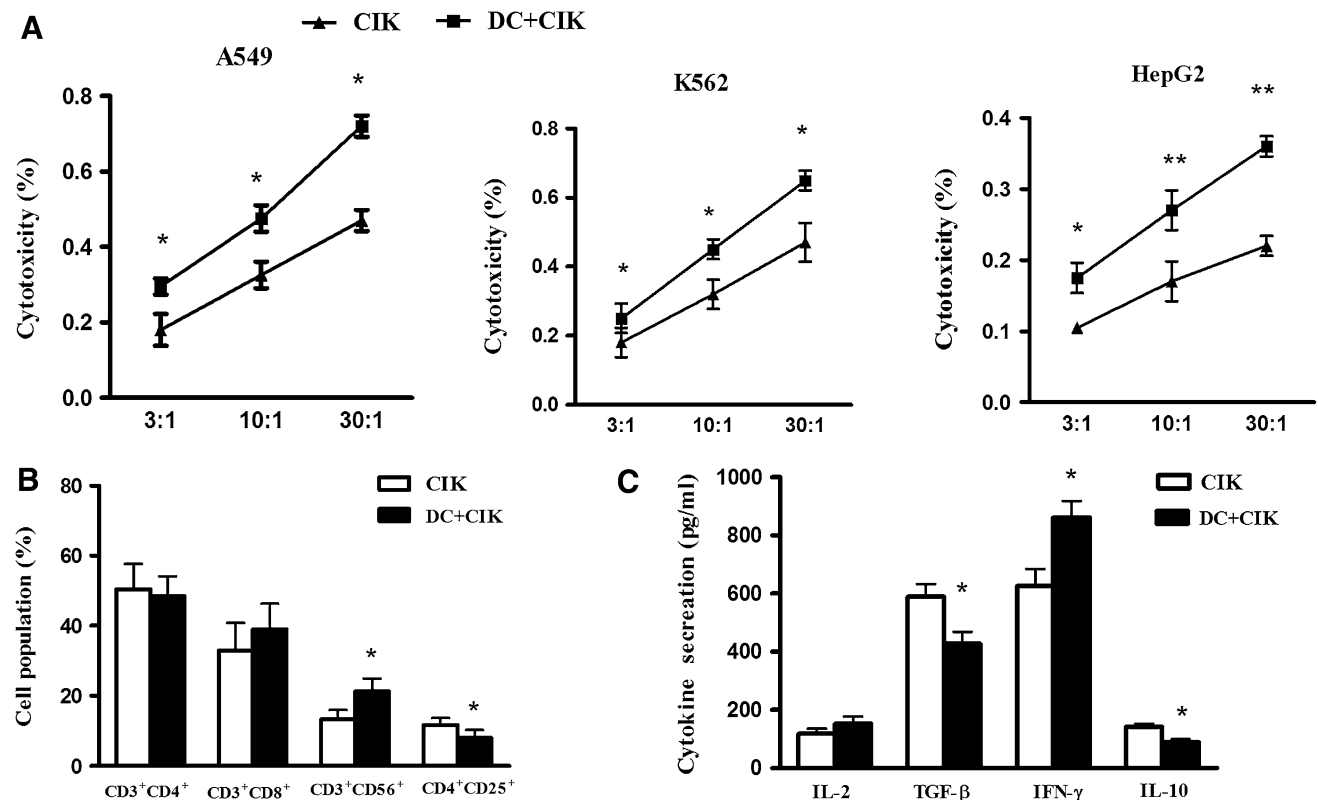 A
CIK DC+CIK
A549
Cytotoxicity (%)
0.8
0.6
0.4
0.2
0.0
* * *
3:1 10:1 30:1
K562
Cytotoxicity (%)
0.8
0.6
0.4
0.2
0.0
* * *
3:1 10:1 30:1
HepG2
Cytotoxicity (%)
0.4
0.3
0.2
0.1
0.0
* ** **
3:1 10:1 30:1
B
CIK
DC+CIK
Cell population (%)
80
60
40
20
0
* *
CD3⁺CD4⁺ CD3⁺CD8⁺ CD3⁺CD56⁺ CD4⁺CD25⁺
C
CIK
DC+CIK
Cytokine secreation (pg/ml)
1000
800
600
400
200
0
* * *
IL-2 TGF-β IFN-γ IL-10